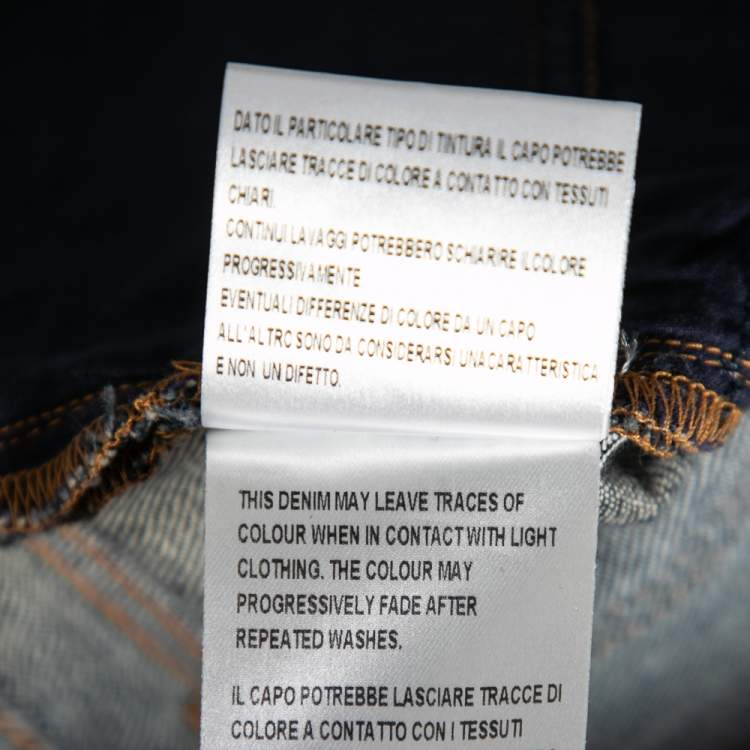 DATO IL PARTICOLARE TIPO DI TINTURA IL CAPO POTREBBE
LASCIARE TRACCE DI COLORE A CONTATTO CON TESSUTI
CHIARI.
CONTINUI LAVAGGI POTREBBERO SCHIARIRE IL COLORE
PROGRESSIVAMENTE
EVENTUALI DIFFERENZE DI COLORE DA UN CAPO
ALL'ALTRO SONO DA CONSIDERARSI UNA CARATTERISTICA
E NON UN DIFETTO.
THIS DENIM MAY LEAVE TRACES OF
COLOUR WHEN IN CONTACT WITH LIGHT
CLOTHING. THE COLOUR MAY
PROGRESSIVELY FADE AFTER
REPEATED WASHES.
IL CAPO POTREBBE LASCIARE TRACCE DI
COLORE A CONTATTO CON I TESSUTI